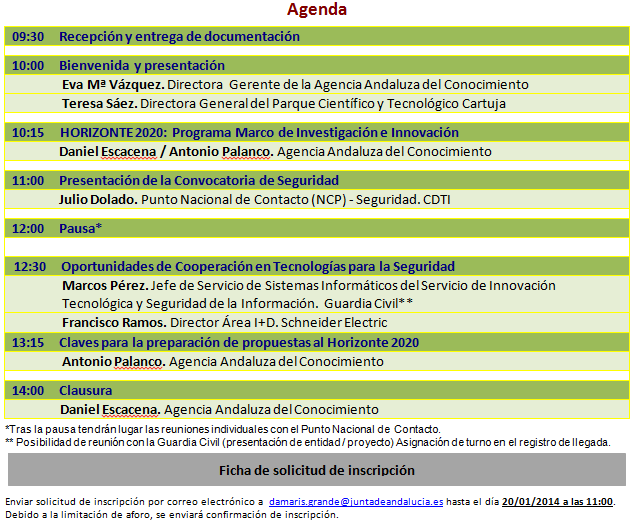 Agenda
09:30 Recepción y entrega de documentación
10:00 Bienvenida y presentación
Eva Mª Vázquez. Directora Gerente de la Agencia Andaluza del Conocimiento
Teresa Sáez. Directora General del Parque Científico y Tecnológico Cartuja
10:15 HORIZONTE 2020: Programa Marco de Investigación e Innovación
Daniel Escacena / Antonio Palanco. Agencia Andaluza del Conocimiento
11:00 Presentación de la Convocatoria de Seguridad
Julio Dolado. Punto Nacional de Contacto (NCP) - Seguridad. CDTI
12:00 Pausa*
12:30 Oportunidades de Cooperación en Tecnologías para la Seguridad
Marcos Pérez. Jefe de Servicio de Sistemas Informáticos del Servicio de Innovación
Tecnológica y Seguridad de la Información. Guardia Civil**
Francisco Ramos. Director Área I+D. Schneider Electric
13:15 Claves para la preparación de propuestas al Horizonte 2020
Antonio Palanco. Agencia Andaluza del Conocimiento
14:00 Clausura
Daniel Escacena. Agencia Andaluza del Conocimiento
*Tras la pausa tendrán lugar las reuniones individuales con el Punto Nacional de Contacto.
** Posibilidad de reunión con la Guardia Civil (presentación de entidad / proyecto) Asignación de turno en el registro de llegada.
Ficha de solicitud de inscripción
Enviar solicitud de inscripción por correo electrónico a damaris.grande@juntadeandalucia.es hasta el día 20/01/2014 a las 11:00.
Debido a la limitación de aforo, se enviará confirmación de inscripción.